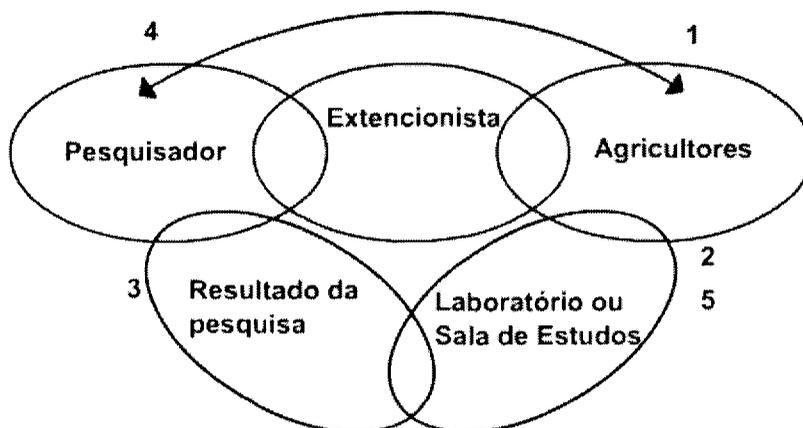 4
1
Extencionista
Pesquisador
Agricultores
2
3
Resultado da
pesquisa
Laboratório ou
Sala de Estudos
5